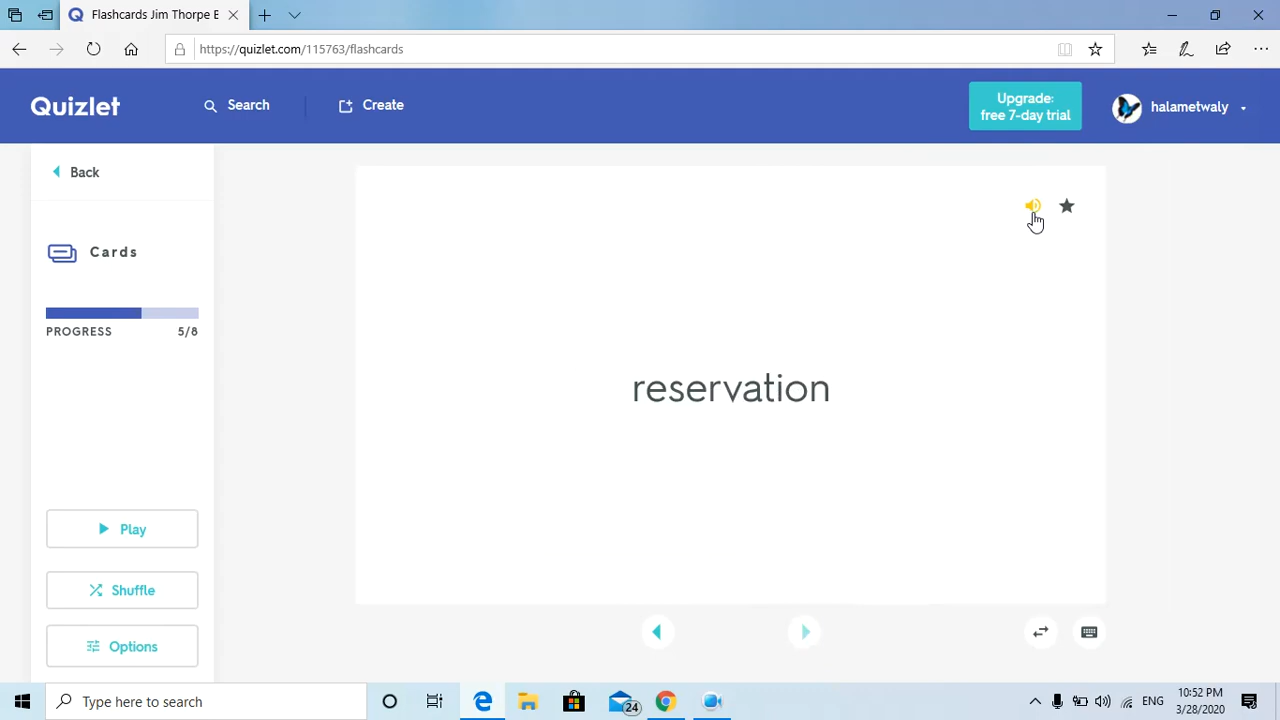 Flashcards Jim Thorpe B
https://quizlet.com/115763/flashcards
Quizlet
Search
Create
Upgrade:
free 7-day trial
halametwaly
Back
Cards
PROGRESS 5/8
reservation
Play
Shuffle
Options
Type here to search
24
ENG
10:52 PM
3/28/2020